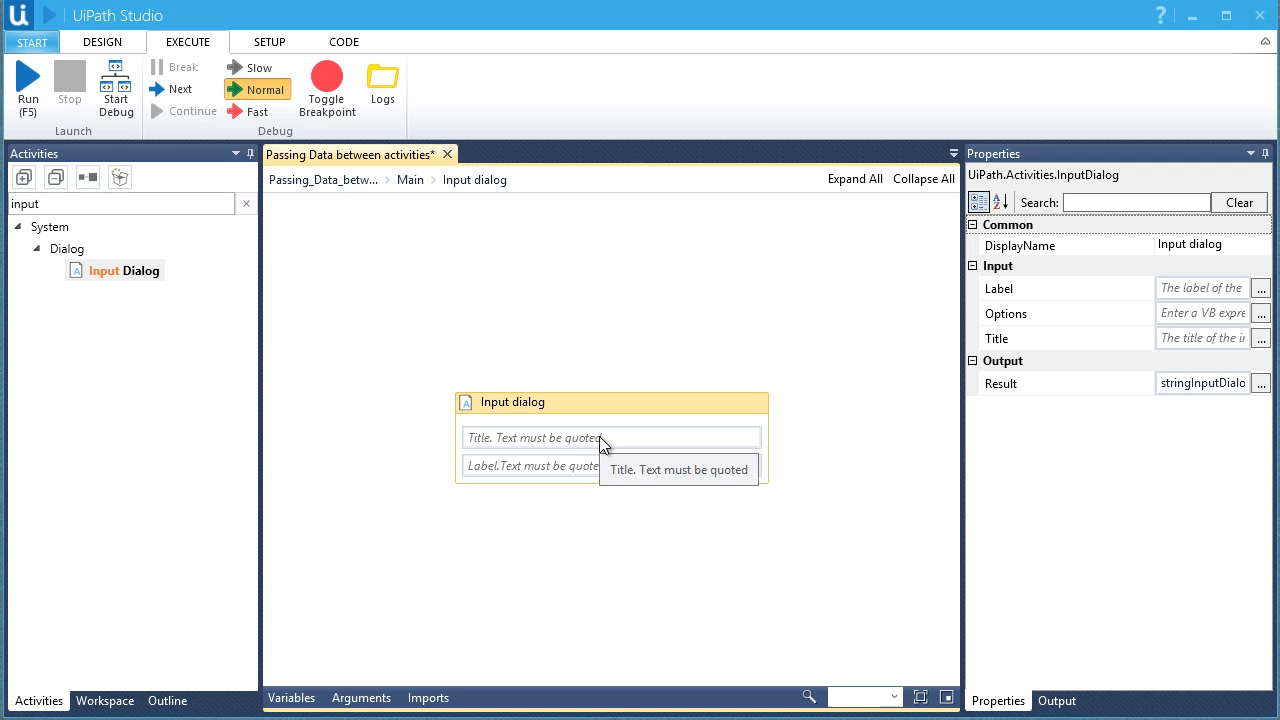 Ui UiPath Studio ?
START DESIGN EXECUTE SETUP CODE
Run (F5)
Stop
Start Debug
Launch
Break
Next
Continue
Slow
Normal
Fast
Toggle Breakpoint
Logs
Debug
Activities
input
System
Dialog
Input Dialog
Activities Workspace Outline
Passing Data between activities*
Passing_Data_betw... Main Input dialog
Expand All Collapse All
Input dialog
Title. Text must be quoted
Label.Text must be quote
Title. Text must be quoted
Variables Arguments Imports
Properties
UiPath.Activities.InputDialog
AZ Search: Clear
Common
DisplayName Input dialog
Input
Label The label of the ...
Options Enter a VB expre ...
Title The title of the i ...
Output
Result stringInputDialo ...
Properties Output